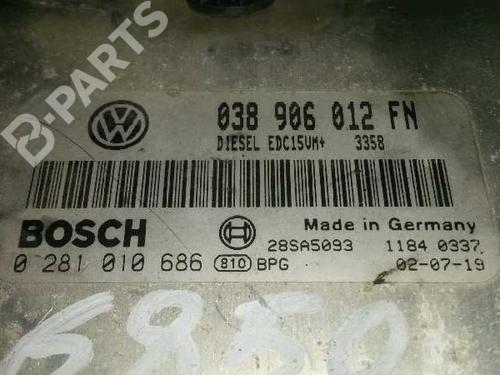 B-PARTS
038 906 012 FN
DIESEL EDC15VM+ 3358
BOSCH
Made in Germany
28SA5093 1184 0337
0 281 010 686 810 BPG 02-07-19
6850